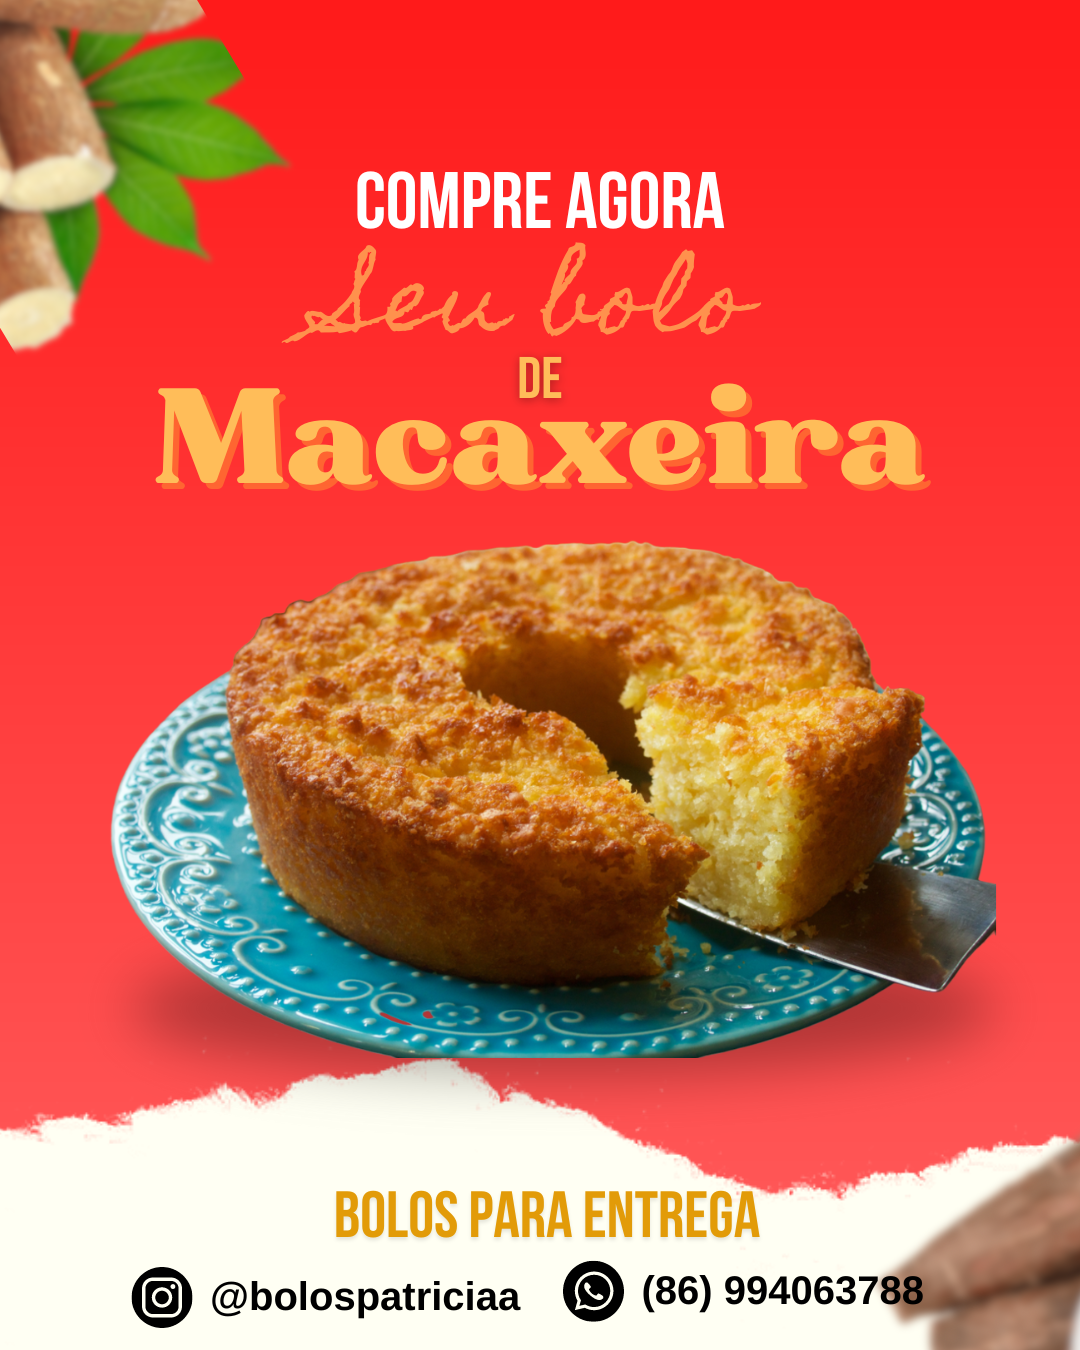 COMPRE AGORA
Seu bolo
DE
Macaxeira
BOLOS PARA ENTREGA
@bolospatriciaa (86) 994063788